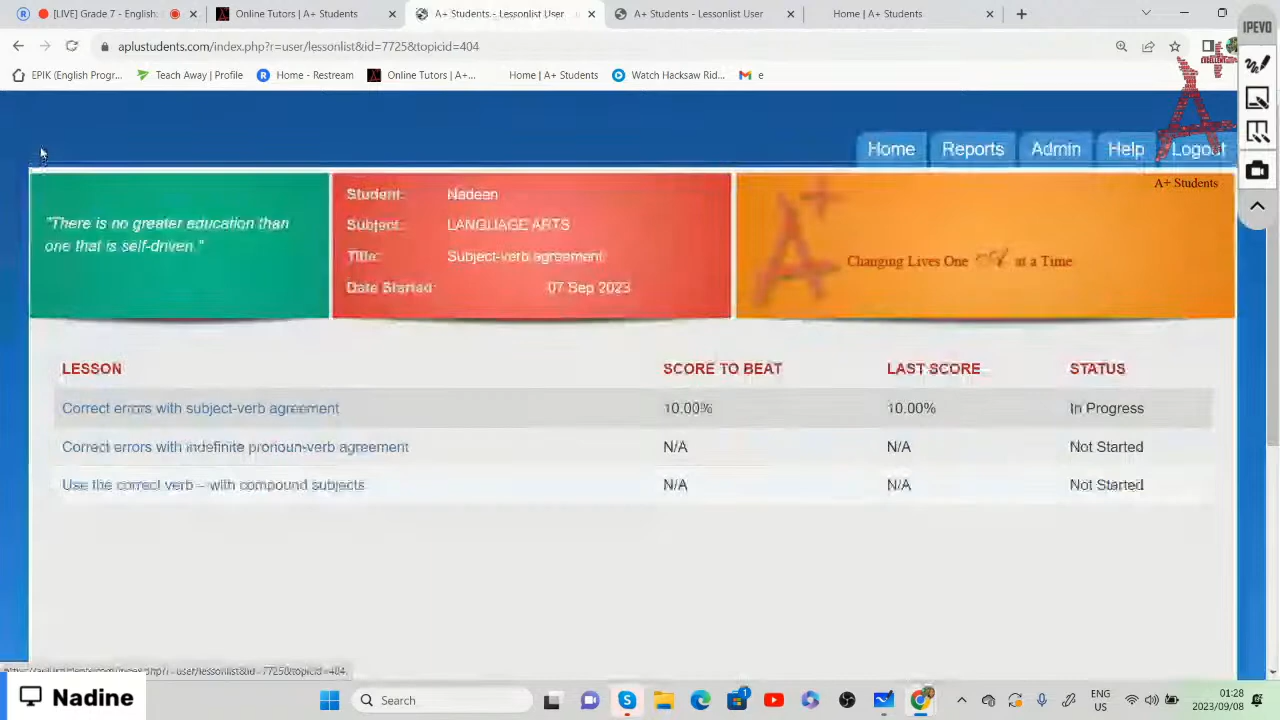 [LIVE] Grade 7 - English:
Online Tutors | A+ Students
A+ Students - Lessonlist User
A+ Students - Lesslist User
Home | A+ Students
aplustudents.com/index.php?r=user/lessonlist&id=7725&topicid=404
EPIK (English Progr...
Teach Away | Profile
Home - Restream
Online Tutors | A+...
Home | A+ Students
Watch Hacksaw Rid...
e
IPEVO
Home
Reports
Admin
Help
Logout
A+ Students
"There is no greater education than
one that is self-driven."
Student: Nadean
Subject: LANGUAGE ARTS
Title: Subject-verb agreement
Date Started: 07 Sep 2023
A+
Changing Lives One A at a Time
LESSON SCORE TO BEAT LAST SCORE STATUS
Correct errors with subject-verb agreement 10.00% 10.00% In Progress
Correct errors with indefinite pronoun-verb agreement N/A N/A Not Started
Use the correct verb – with compound subjects N/A N/A Not Started
Nadine
Search
ENG
US
01:28
2023/09/08